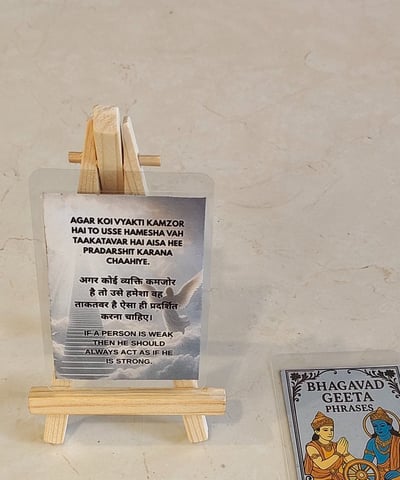 AGAR KOI VYAKTI KAMZOR
HAI TO USSE HAMESHA VAH
TAAKATAVAR HAI AISA HEE
PRADARSHIT KARANA
CHAAHIYE.
अगर कोई व्यक्ति कमजोर
है तो उसे हमेशा वह
ताकतवर है ऐसा ही प्रदर्शित
करना चाहिए।
IF A PERSON IS WEAK
THEN HE SHOULD
ALWAYS ACT AS IF HE
IS STRONG.
BHAGAVAD
GEETA
PHRASES